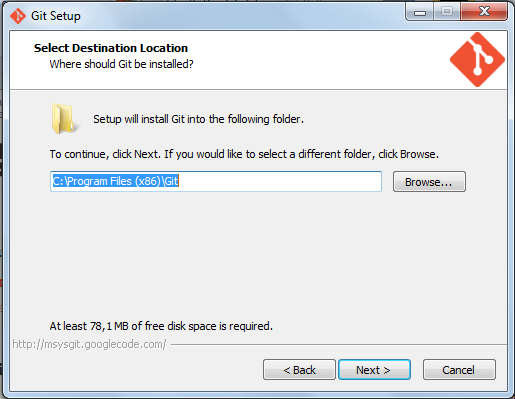 Git Setup
Select Destination Location
Where should Git be installed?
Setup will install Git into the following folder.
To continue, click Next. If you would like to select a different folder, click Browse.
C:\Program Files (x86)\Git
Browse...
At least 78,1 MB of free disk space is required.
http://msysgit.googlecode.com/
< Back
Next >
Cancel